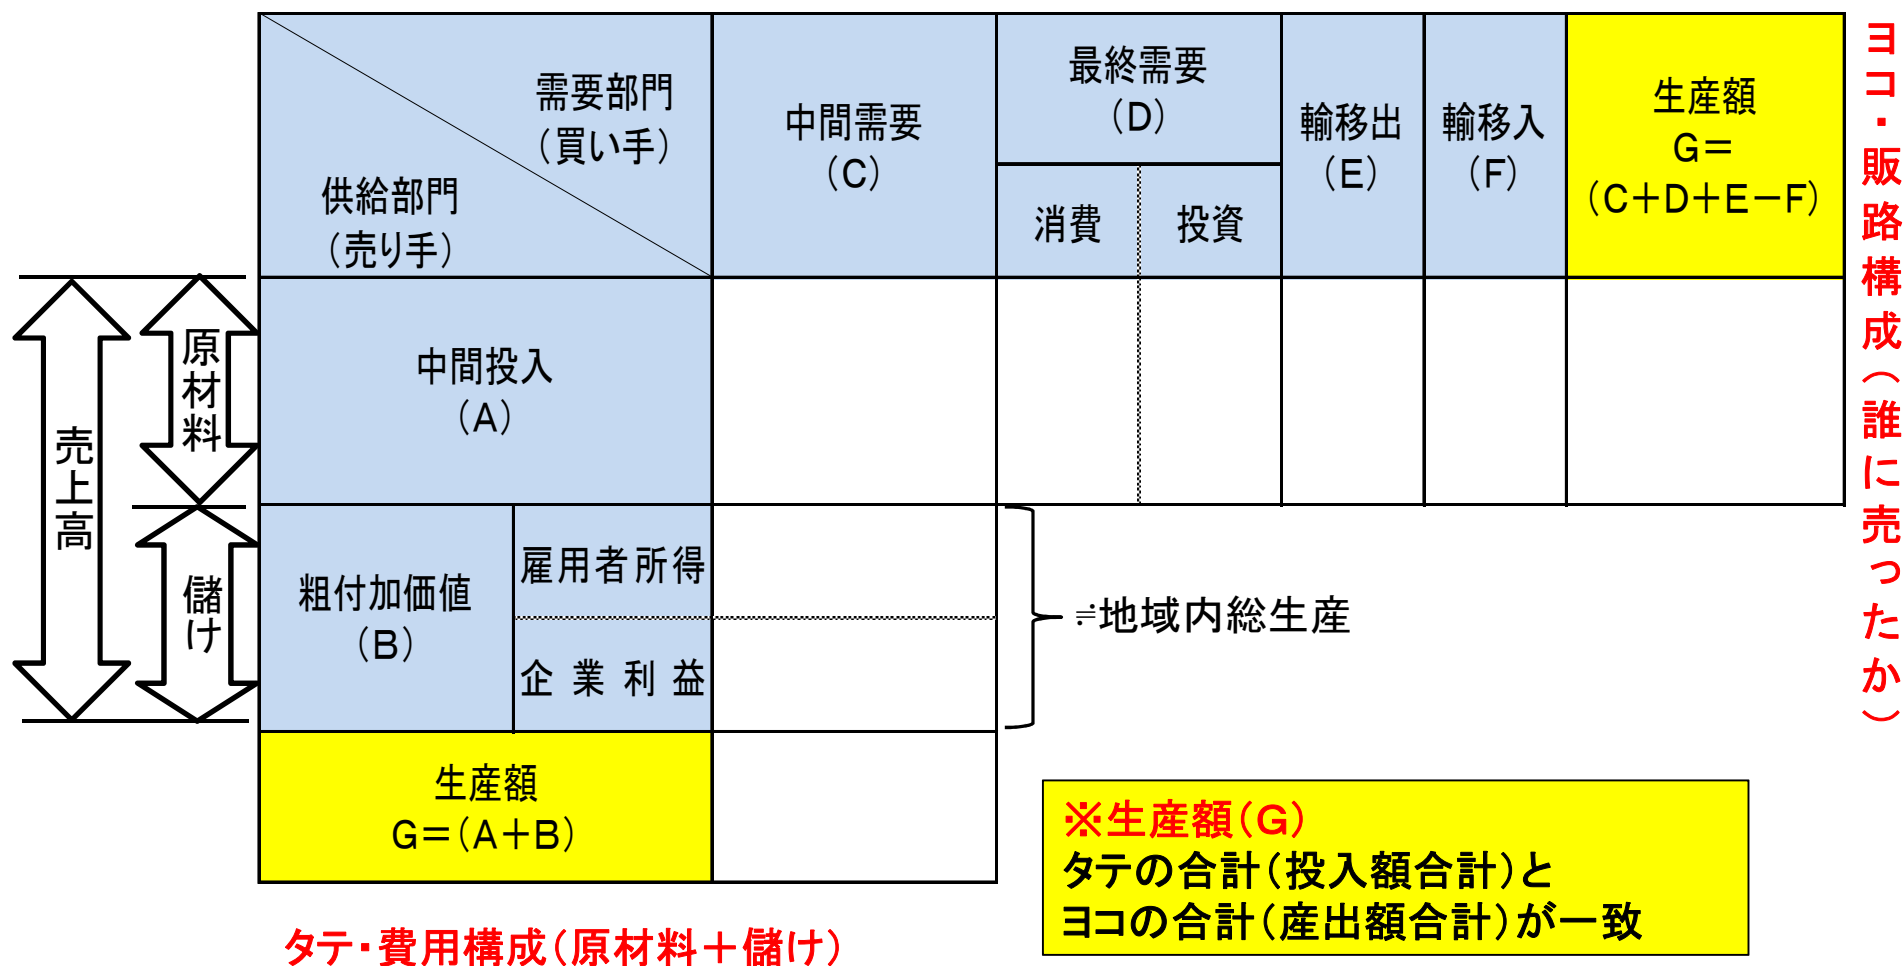 需要部門
（買い手）
供給部門
（売り手）
中間需要
（C）
最終需要
（D）
消費
投資
輸移出
（E）
輸移入
（F）
生産額
G＝
（C＋D＋E－F）
ヨコ・販路構成（誰に売ったか）
売上高
原材料
儲け
中間投入
（A）
粗付加価値
（B）
雇用者所得
企業利益
≒地域内総生産
生産額
G＝（A＋B）
※生産額（G）
タテの合計（投入額合計）と
ヨコの合計（産出額合計）が一致
タテ・費用構成（原材料＋儲け）